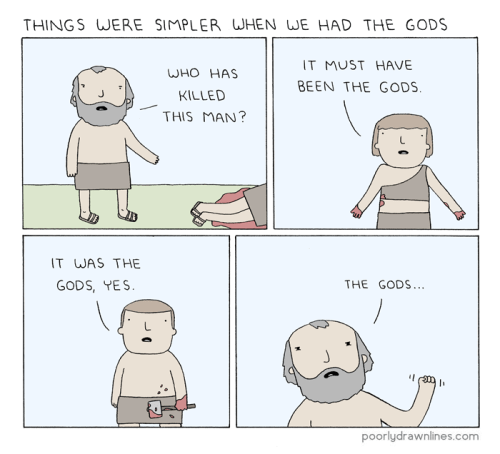 THINGS WERE SIMPLER WHEN WE HAD THE GODS
WHO HAS
KILLED
THIS MAN?
IT MUST HAVE
BEEN THE GODS.
IT WAS THE
GODS, YES.
THE GODS...
poorlydrawnlines.com